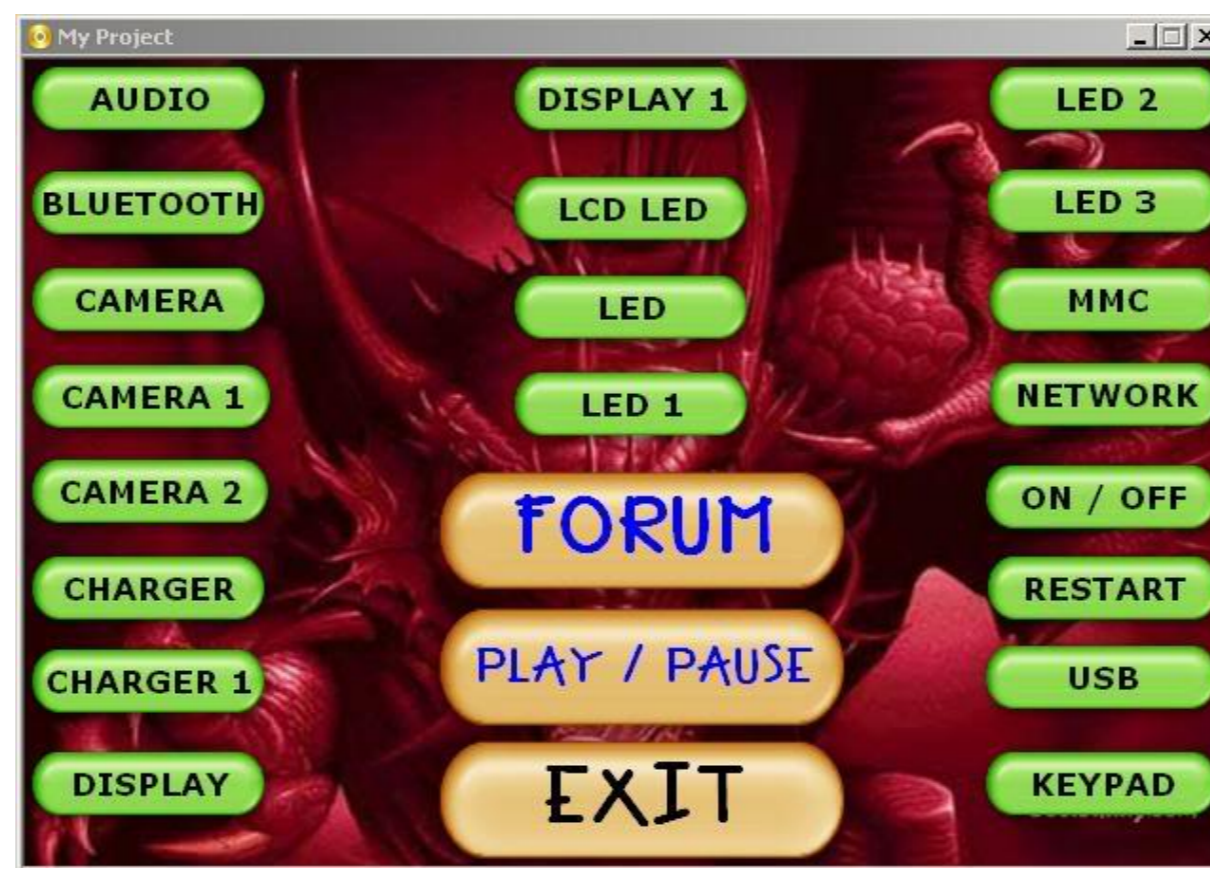 My Project
AUDIO
BLUETOOTH
CAMERA
CAMERA 1
CAMERA 2
CHARGER
CHARGER 1
DISPLAY
DISPLAY 1
LCD LED
LED
LED 1
FORUM
PLAY / PAUSE
EXIT
LED 2
LED 3
MMC
NETWORK
ON / OFF
RESTART
USB
KEYPAD